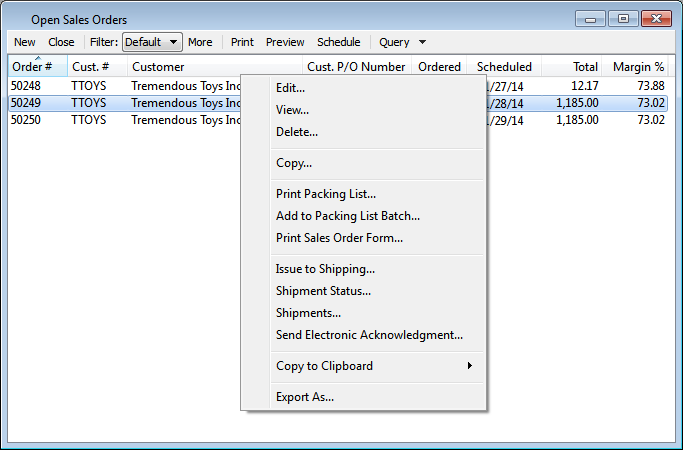 Open Sales Orders
New Close Filter: Default More Print Preview Schedule Query
Order # Cust. # Customer Cust. P/O Number Ordered Scheduled Total Margin %
50248 TTOYS Tremendous Toys Inc /27/14 12.17 73.88
50249 TTOYS Tremendous Toys Inc /28/14 1,185.00 73.02
50250 TTOYS Tremendous Toys Inc /29/14 1,185.00 73.02
Edit...
View...
Delete...
Copy...
Print Packing List...
Add to Packing List Batch...
Print Sales Order Form...
Issue to Shipping...
Shipment Status...
Shipments...
Send Electronic Acknowledgment...
Copy to Clipboard
Export As...